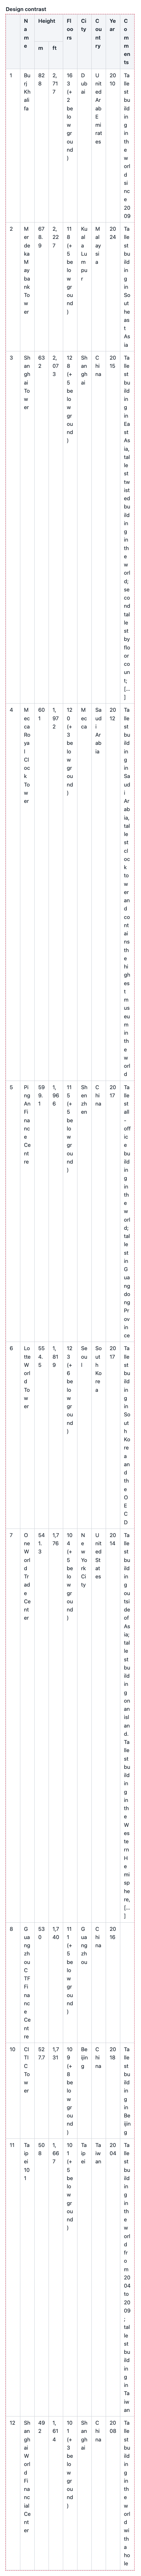 Design contrast
Name
Height
Floors
City
Country
Year
Comments
m
ft
1
Burj Khalifa
828
2,717
163 (+ 2 below ground)
Dubai
United Arab Emirates
2010
Tallest building in the world since 2009
2
Merdeka Maybank Tower
678.9
2,227
118 (+ 5 below ground)
Kuala Lumpur
Malaysia
2024
Tallest building in Southeast Asia
3
Shanghai Tower
632
2,073
128 (+ 5 below ground)
Shanghai
China
2015
Tallest building in East Asia, tallest twisted building in the world; second tallest by floor count; [...]
4
Mecca Royal Clock Tower
601
1,972
120 (+ 3 below ground)
Mecca
Saudi Arabia
2012
Tallest building in Saudi Arabia, tallest clock tower and contains the highest museum in the world
5
Ping An Finance Centre
599.1
1,966
115 (+ 5 below ground)
Shenzhen
China
2017
Tallest all-office building in the world; tallest in Guangdong Province
6
Lotte World Tower
554.5
1,819
123 (+ 6 below ground)
Seoul
South Korea
2017
Tallest building in South Korea and the OECD
7
One World Trade Center
541.3
1,776
104 (+ 5 below ground)
New York City
United States
2014
Tallest building outside of Asia; tallest building on an island. Tallest building in the Western Hemisphere, [...]
8
Guangzhou CTF Finance Centre
530
1,740
111 (+ 5 below ground)
Guangzhou
China
2016
10
CITIC Tower
527.7
1,731
109 (+ 8 below ground)
Beijing
China
2018
Tallest building in Beijing
11
Taipei 101
508
1,667
101 (+ 5 below ground)
Taipei
Taiwan
2004
Tallest building in the world from 2004 to 2009; tallest building in Taiwan
12
Shanghai World Financial Center
492
1,614
101 (+ 3 below ground)
Shanghai
China
2008
Tallest building in the world with a hole